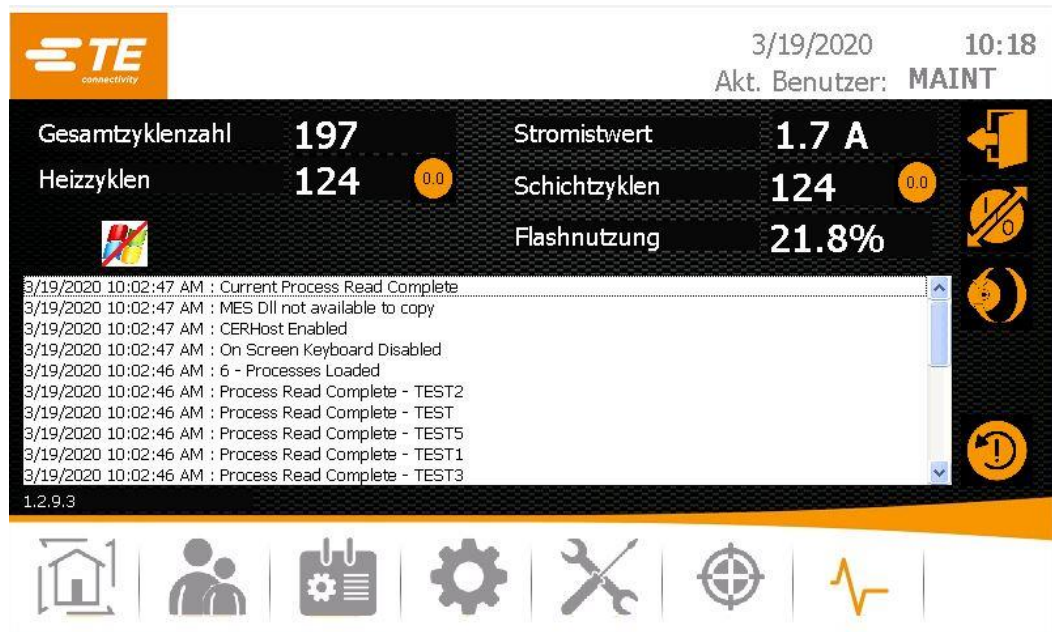 TE
connectivity
3/19/2020 10:18
Akt. Benutzer: MAINT
Gesamtzyklenzahl 197 Stromistwert 1.7 A
Heizzyklen 124 0.0 Schichtzyklen 124 0.0
Flashnutzung 21.8%
I/O
3/19/2020 10:02:47 AM : Current Process Read Complete
3/19/2020 10:02:47 AM : MES Dll not available to copy
3/19/2020 10:02:47 AM : CERHost Enabled
3/19/2020 10:02:47 AM : On Screen Keyboard Disabled
3/19/2020 10:02:46 AM : 6 - Processes Loaded
3/19/2020 10:02:46 AM : Process Read Complete - TEST2
3/19/2020 10:02:46 AM : Process Read Complete - TEST
3/19/2020 10:02:46 AM : Process Read Complete - TEST5
3/19/2020 10:02:46 AM : Process Read Complete - TEST1
3/19/2020 10:02:46 AM : Process Read Complete - TEST3
1.2.9.3